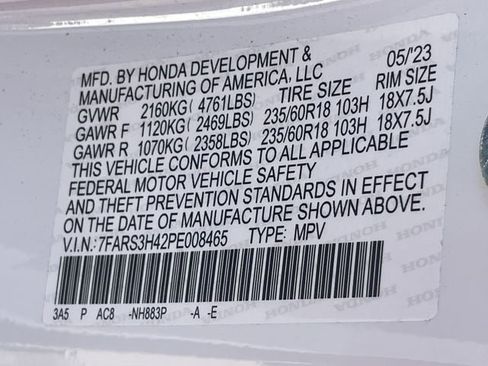 MFD. BY HONDA DEVELOPMENT & 05/'23
MANUFACTURING OF AMERICA, LLC
GVWR 2160KG( 4761LBS) TIRE SIZE RIM SIZE
GAWR F 1120KG( 2469LBS) 235/60R18 103H 18X7.5J
GAWR R 1070KG( 2358LBS) 235/60R18 103H 18X7.5J
THIS VEHICLE CONFORMS TO ALL APPLICABLE
FEDERAL MOTOR VEHICLE SAFETY
AND THEFT PREVENTION STANDARDS IN EFFECT
ON THE DATE OF MANUFACTURE SHOWN ABOVE.
V.I.N.: 7FARS3H42PE008465 TYPE: MPV
3A5 P AC8 -NH883P -A -E